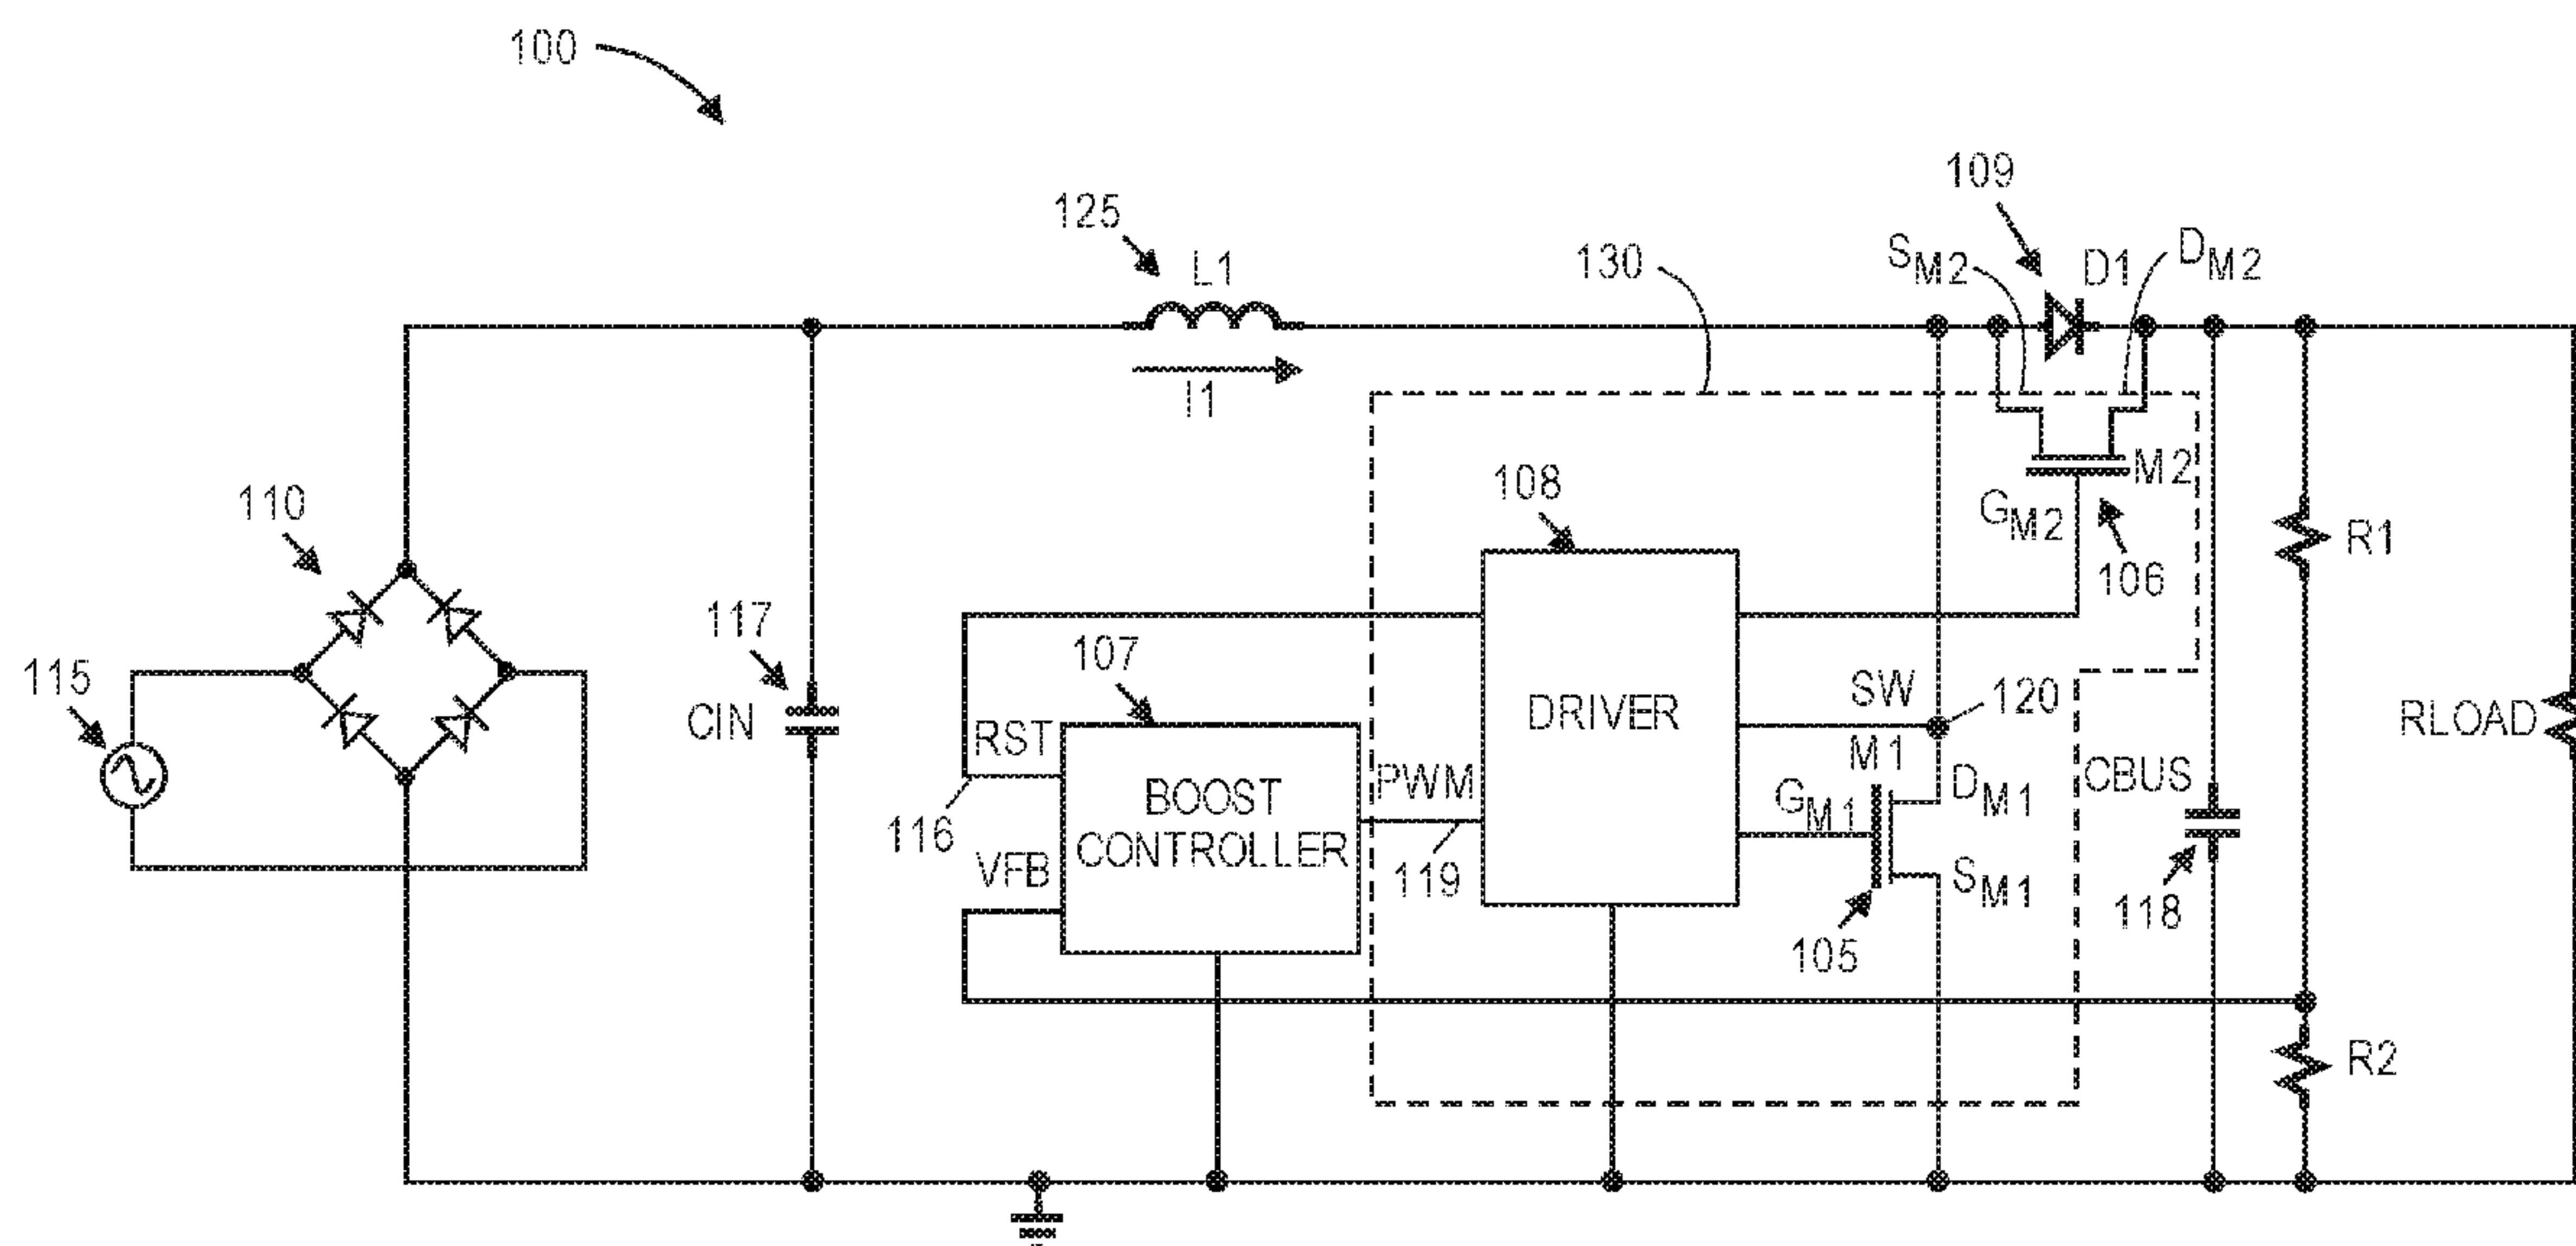 100
109
125
L1
130
SM2
D1
DM2
I1
M2
108
GM2
106
R1
110
117
CIN
107
115
RST
DRIVER
SW
120
RLOAD
M1
BOOST
CONTROLLER
PWM
GM1
DM1
CBUS
116
VFB
119
SM1
118
105
R2